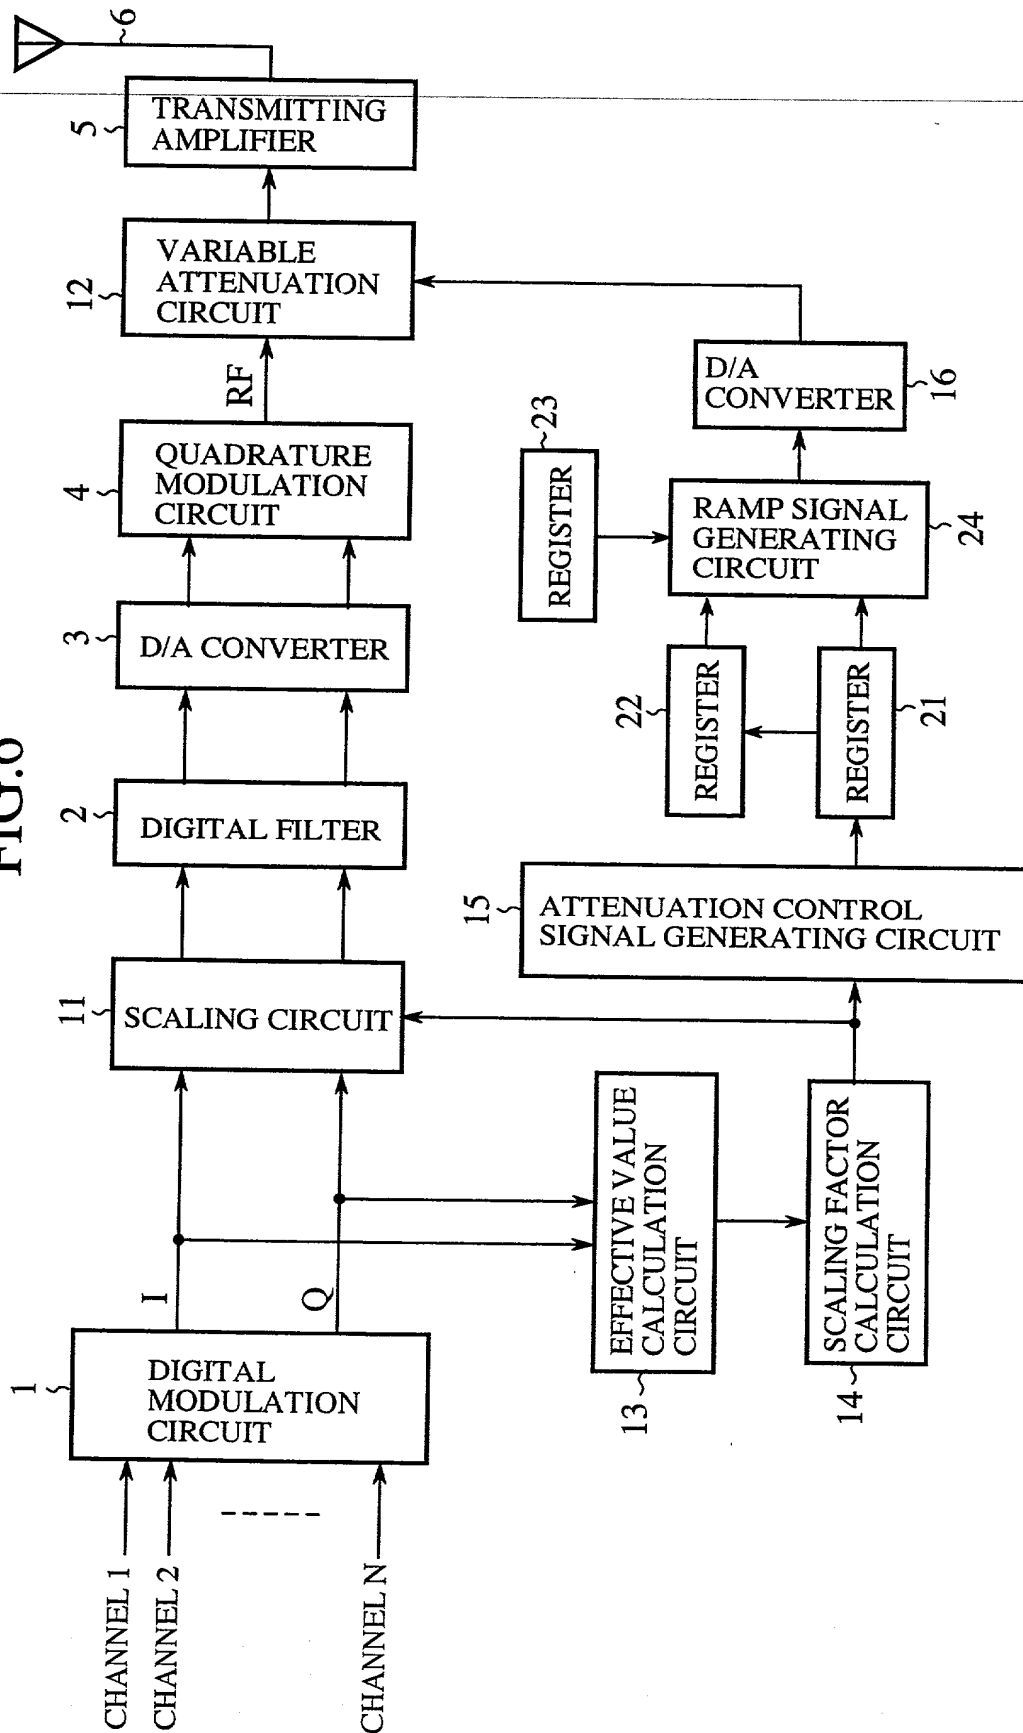 FIG.
CHANNEL 1
CHANNEL 2
CHANNEL N
1
DIGITAL
MODULATION
CIRCUIT
I
Q
11
SCALING CIRCUIT
2
DIGITAL FILTER
3
D/A CONVERTER
4
QUADRATURE
MODULATION
CIRCUIT
RF
12
VARIABLE
ATTENUATION
CIRCUIT
5
TRANSMITTING
AMPLIFIER
6
13
EFFECTIVE VALUE
CALCULATION
CIRCUIT
14
SCALING FACTOR
CALCULATION
CIRCUIT
15
ATTENUATION CONTROL
SIGNAL GENERATING CIRCUIT
22
REGISTER
REGISTER
21
REGISTER
23
RAMP SIGNAL
GENERATING
CIRCUIT
24
D/A
CONVERTER
16